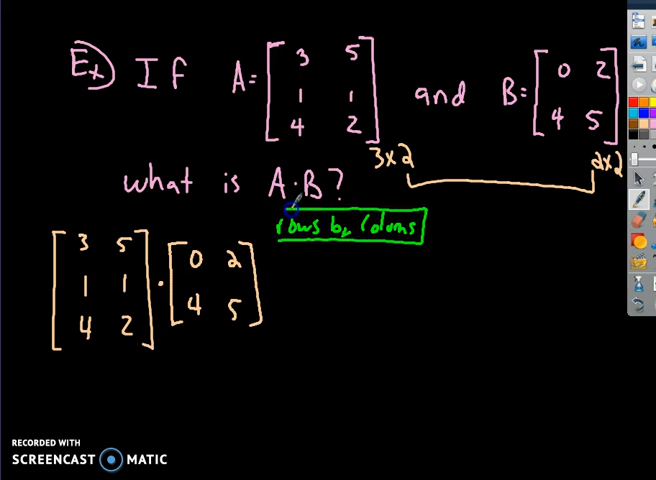 Ex) If A= [3 5 1 1 4 2] and B= [0 2 4 5]
3x2 2x2
what is A·B?
rows by Colums
[3 5 1 1 4 2] · [0 2 4 5]
RECORDED WITH
SCREENCAST MATIC